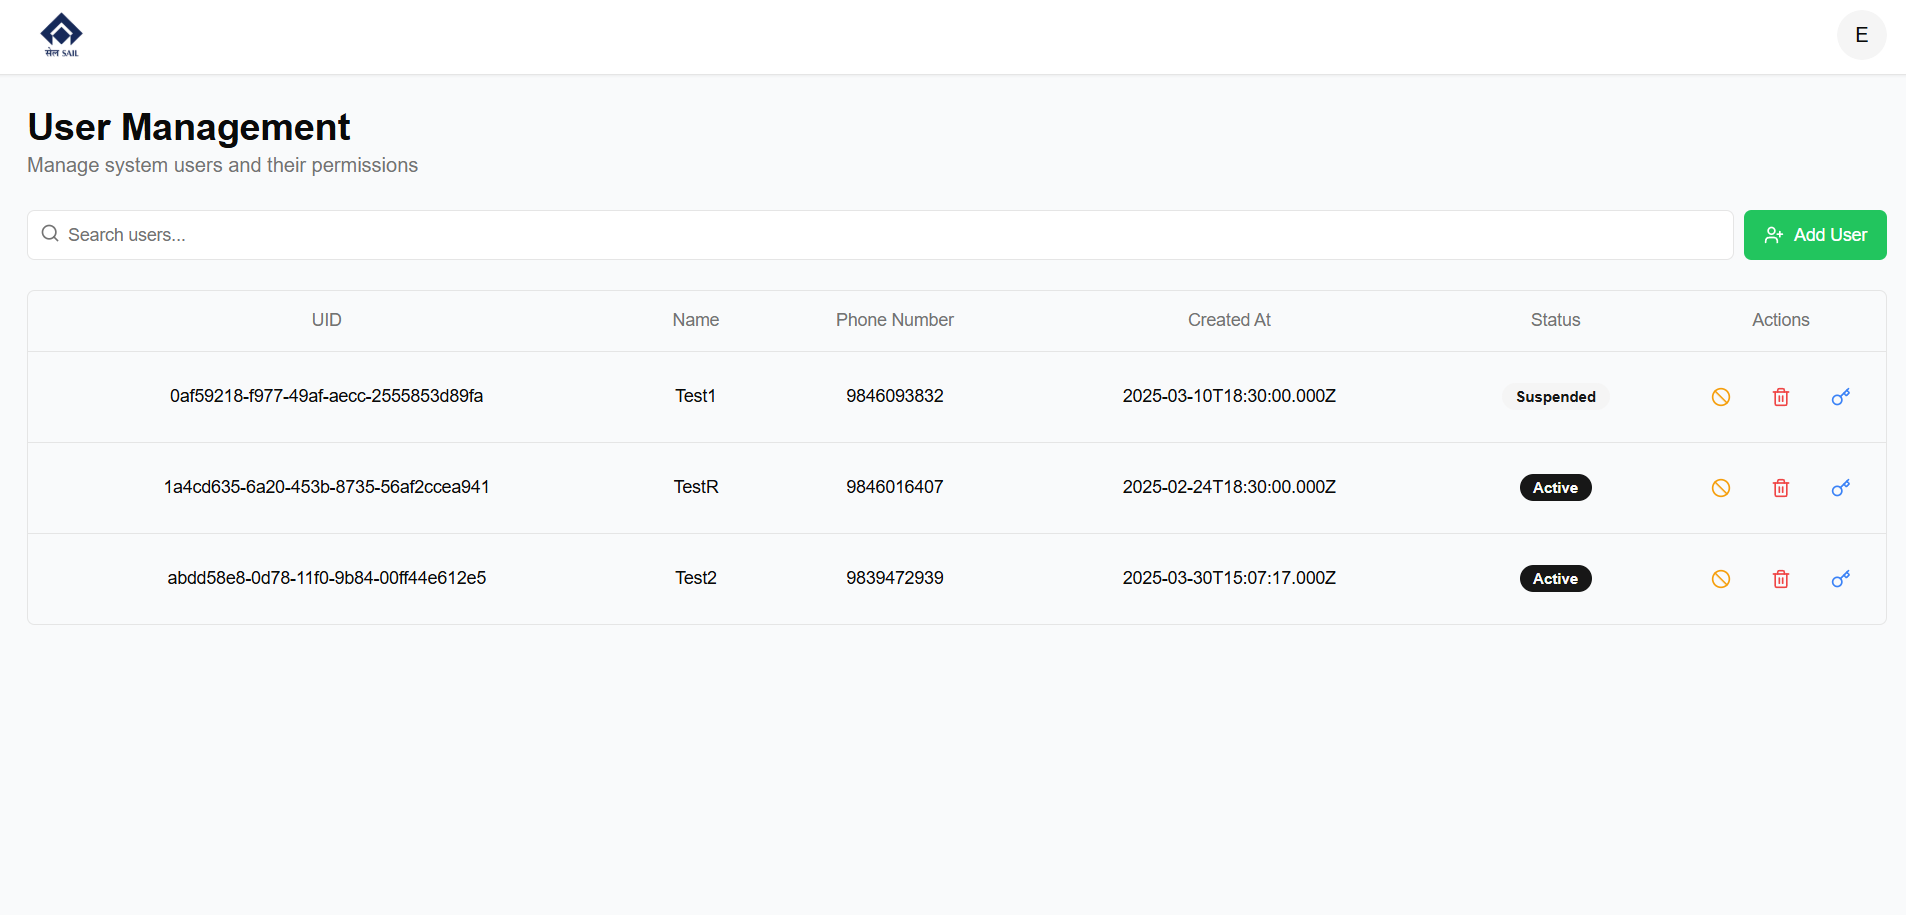 सेल SAIL
E
User Management
Manage system users and their permissions
Search users...
Add User
UID Name Phone Number Created At Status Actions
0af59218-f977-49af-aecc-2555853d89fa Test1 9846093832 2025-03-10T18:30:00.000Z Suspended
1a4cd635-6a20-453b-8735-56af2ccea941 TestR 9846016407 2025-02-24T18:30:00.000Z Active
abdd58e8-0d78-11f0-9b84-00ff44e612e5 Test2 9839472939 2025-03-30T15:07:17.000Z Active